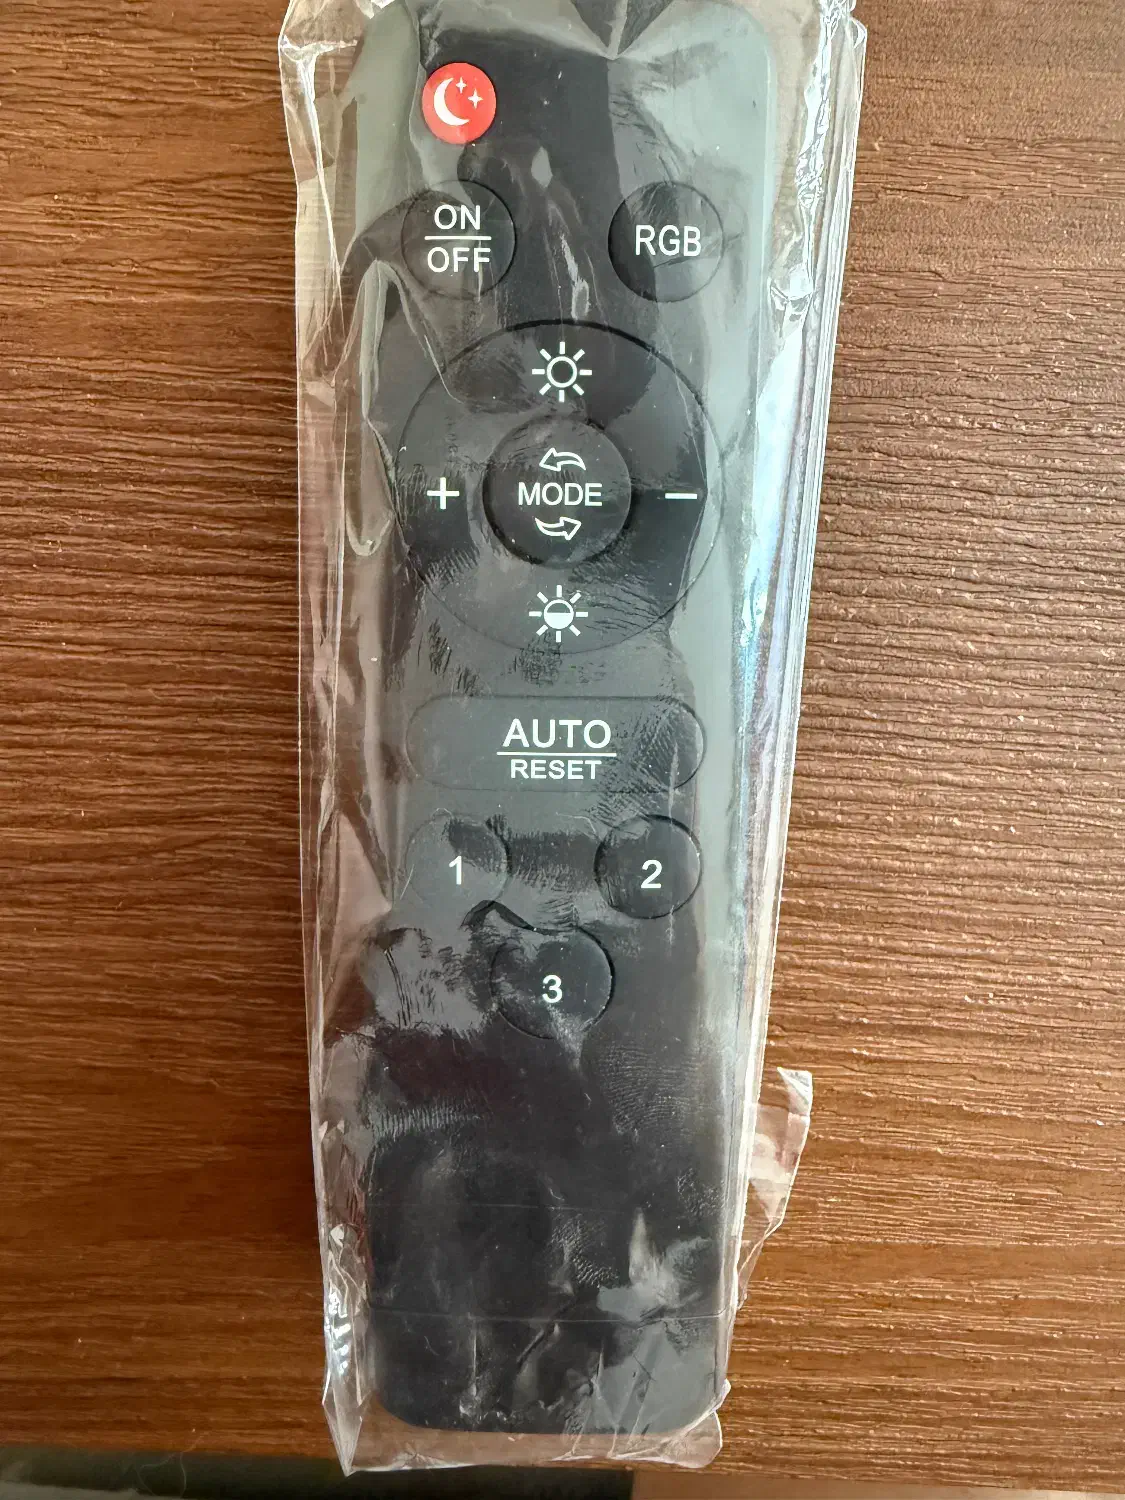 ON
OFF
RGB
+
MODE
−
AUTO
RESET
1
2
3